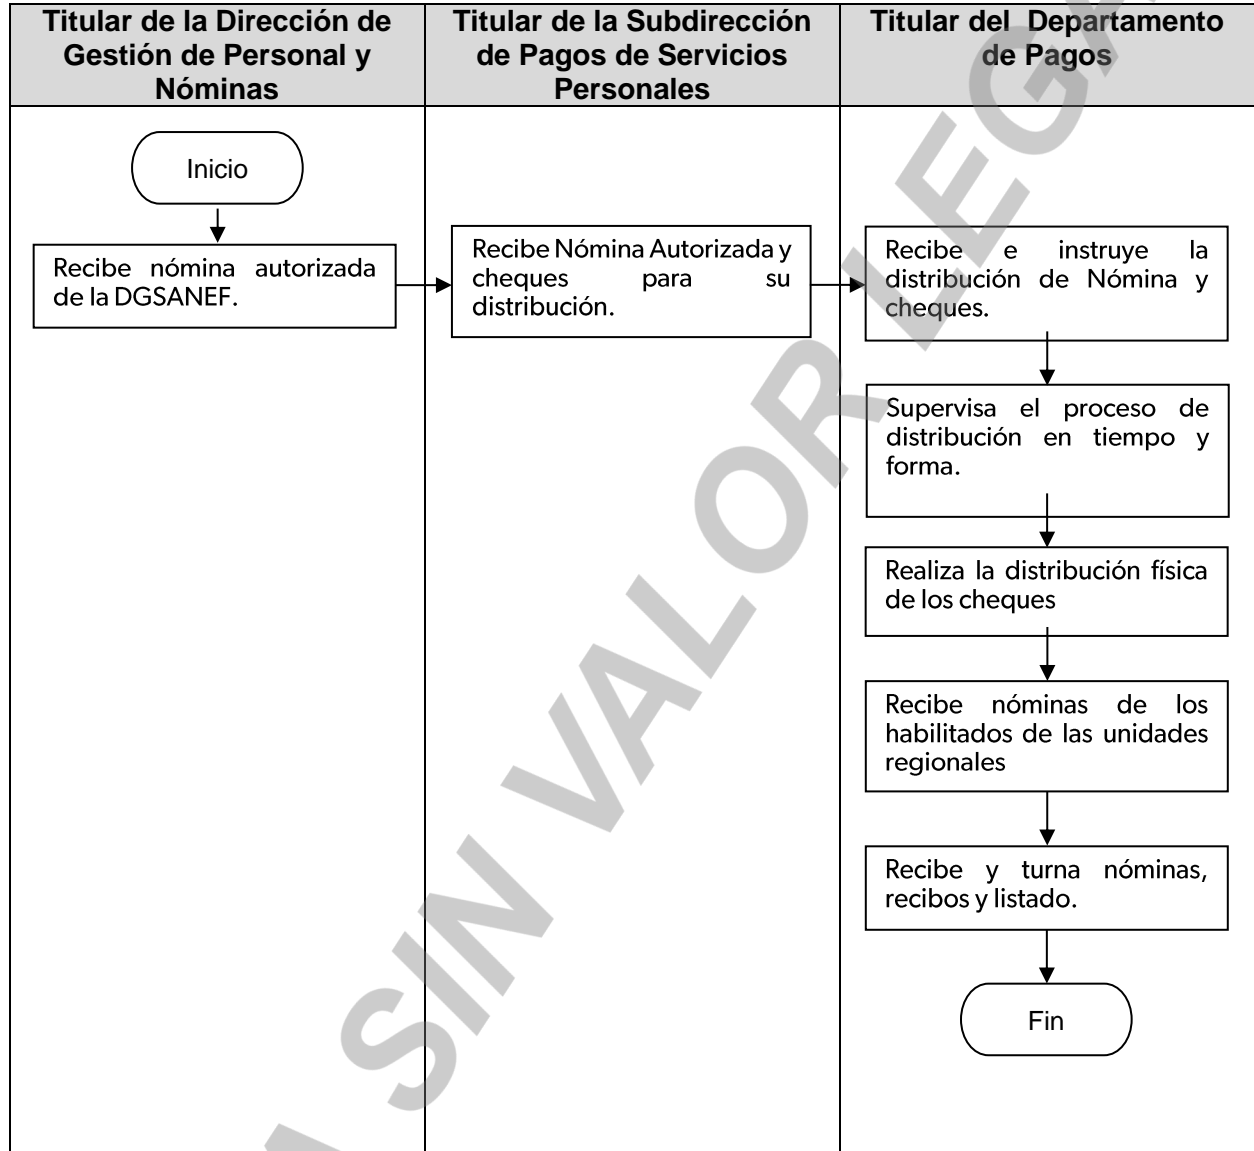 Titular de la Dirección de
Gestión de Personal y
Nóminas
Titular de la Subdirección
de Pagos de Servicios
Personales
Titular del Departamento
de Pagos
Inicio
Recibe nómina autorizada
de la DGSANEF.
Recibe Nómina Autorizada y
cheques para su
distribución.
Recibe e instruye la
distribución de Nómina y
cheques.
Supervisa el proceso de
distribución en tiempo y
forma.
Realiza la distribución física
de los cheques
Recibe nóminas de los
habilitados de las unidades
regionales
Recibe y turna nóminas,
recibos y listado.
Fin
A SIN VALOR LEGA